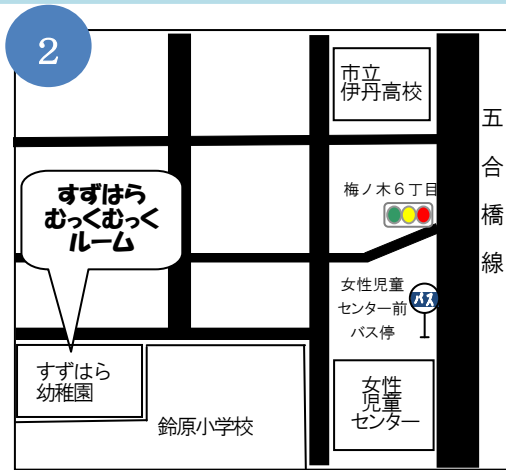 2
市立
伊丹高校
五合橋線
梅ノ木6丁目
すずはら
むっくむっく
ルーム
女性児童
センター前
バス停
バス
すずはら
幼稚園
鈴原小学校
女性
児童
センター